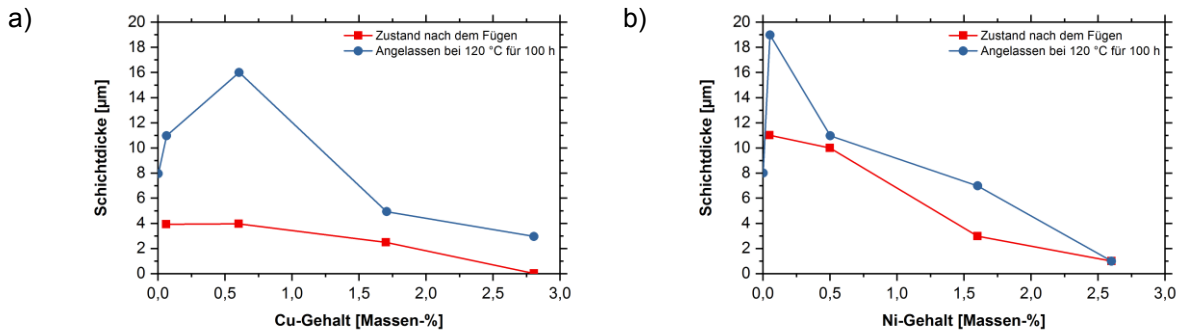 a)
Schichtdicke [µm]
20
18
16
14
12
10
8
6
4
2
0
Zustand nach dem Fügen
Angelassen bei 120 °C für 100 h
0,0 0,5 1,0 1,5 2,0 2,5 3,0
Cu-Gehalt [Massen-%]
b)
Schichtdicke [µm]
20
18
16
14
12
10
8
6
4
2
0
Zustand nach dem Fügen
Angelassen bei 120 °C für 100 h
0,0 0,5 1,0 1,5 2,0 2,5 3,0
Ni-Gehalt [Massen-%]